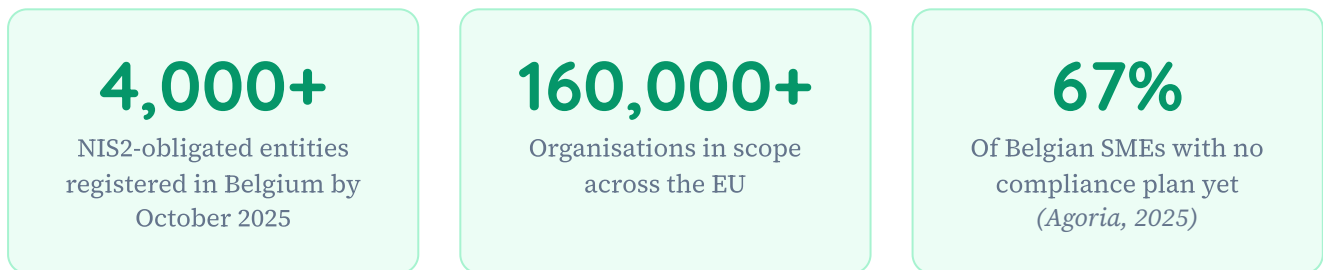 4,000+
NIS2-obligated entities
registered in Belgium by
October 2025
160,000+
Organisations in scope
across the EU
67%
Of Belgian SMEs with no
compliance plan yet
(Agoria, 2025)